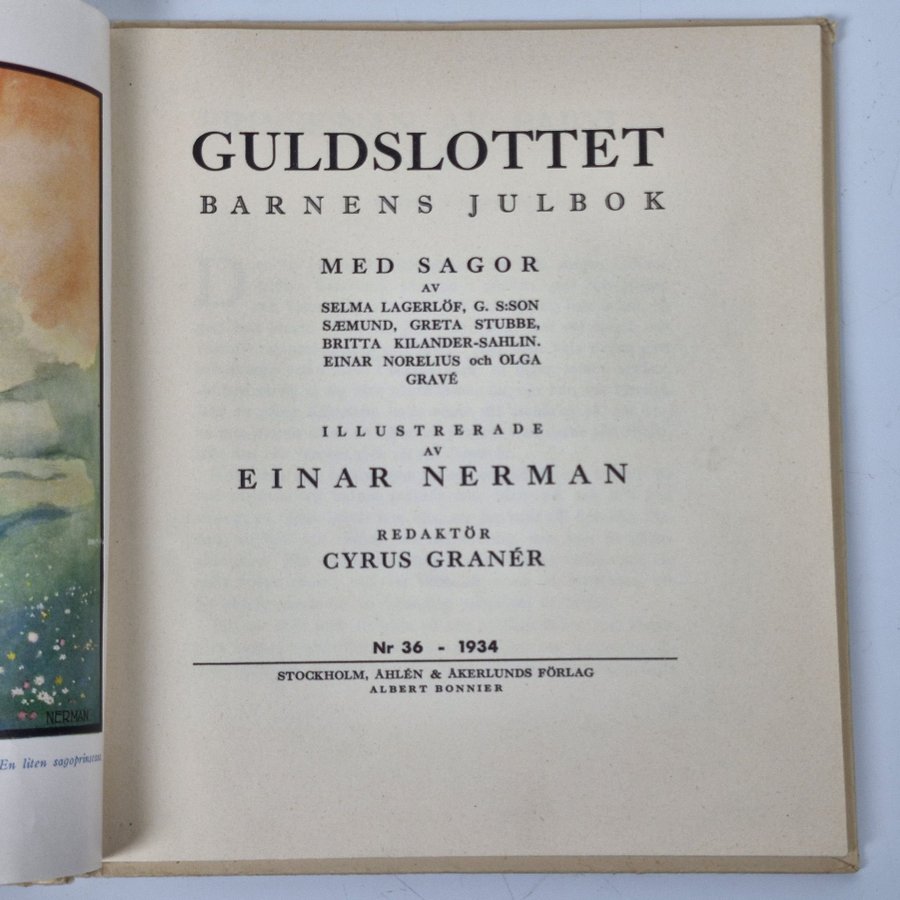 NERMAN
En liten sagoprinsessa
GULDSLOTTET
BARNENS JULBOK
MED SAGOR
AV
SELMA LAGERLÖF, G. S:SON
SÆMUND, GRETA STUBBE,
BRITTA KILANDER-SAHLIN.
EINAR NORELIUS och OLGA
GRAVÉ
ILLUSTRERADE
AV
EINAR NERMAN
REDAKTÖR
CYRUS GRANÉR
Nr 36 - 1934
STOCKHOLM, ÅHLÉN & ÅKERLUNDS FÖRLAG
ALBERT BONNIER